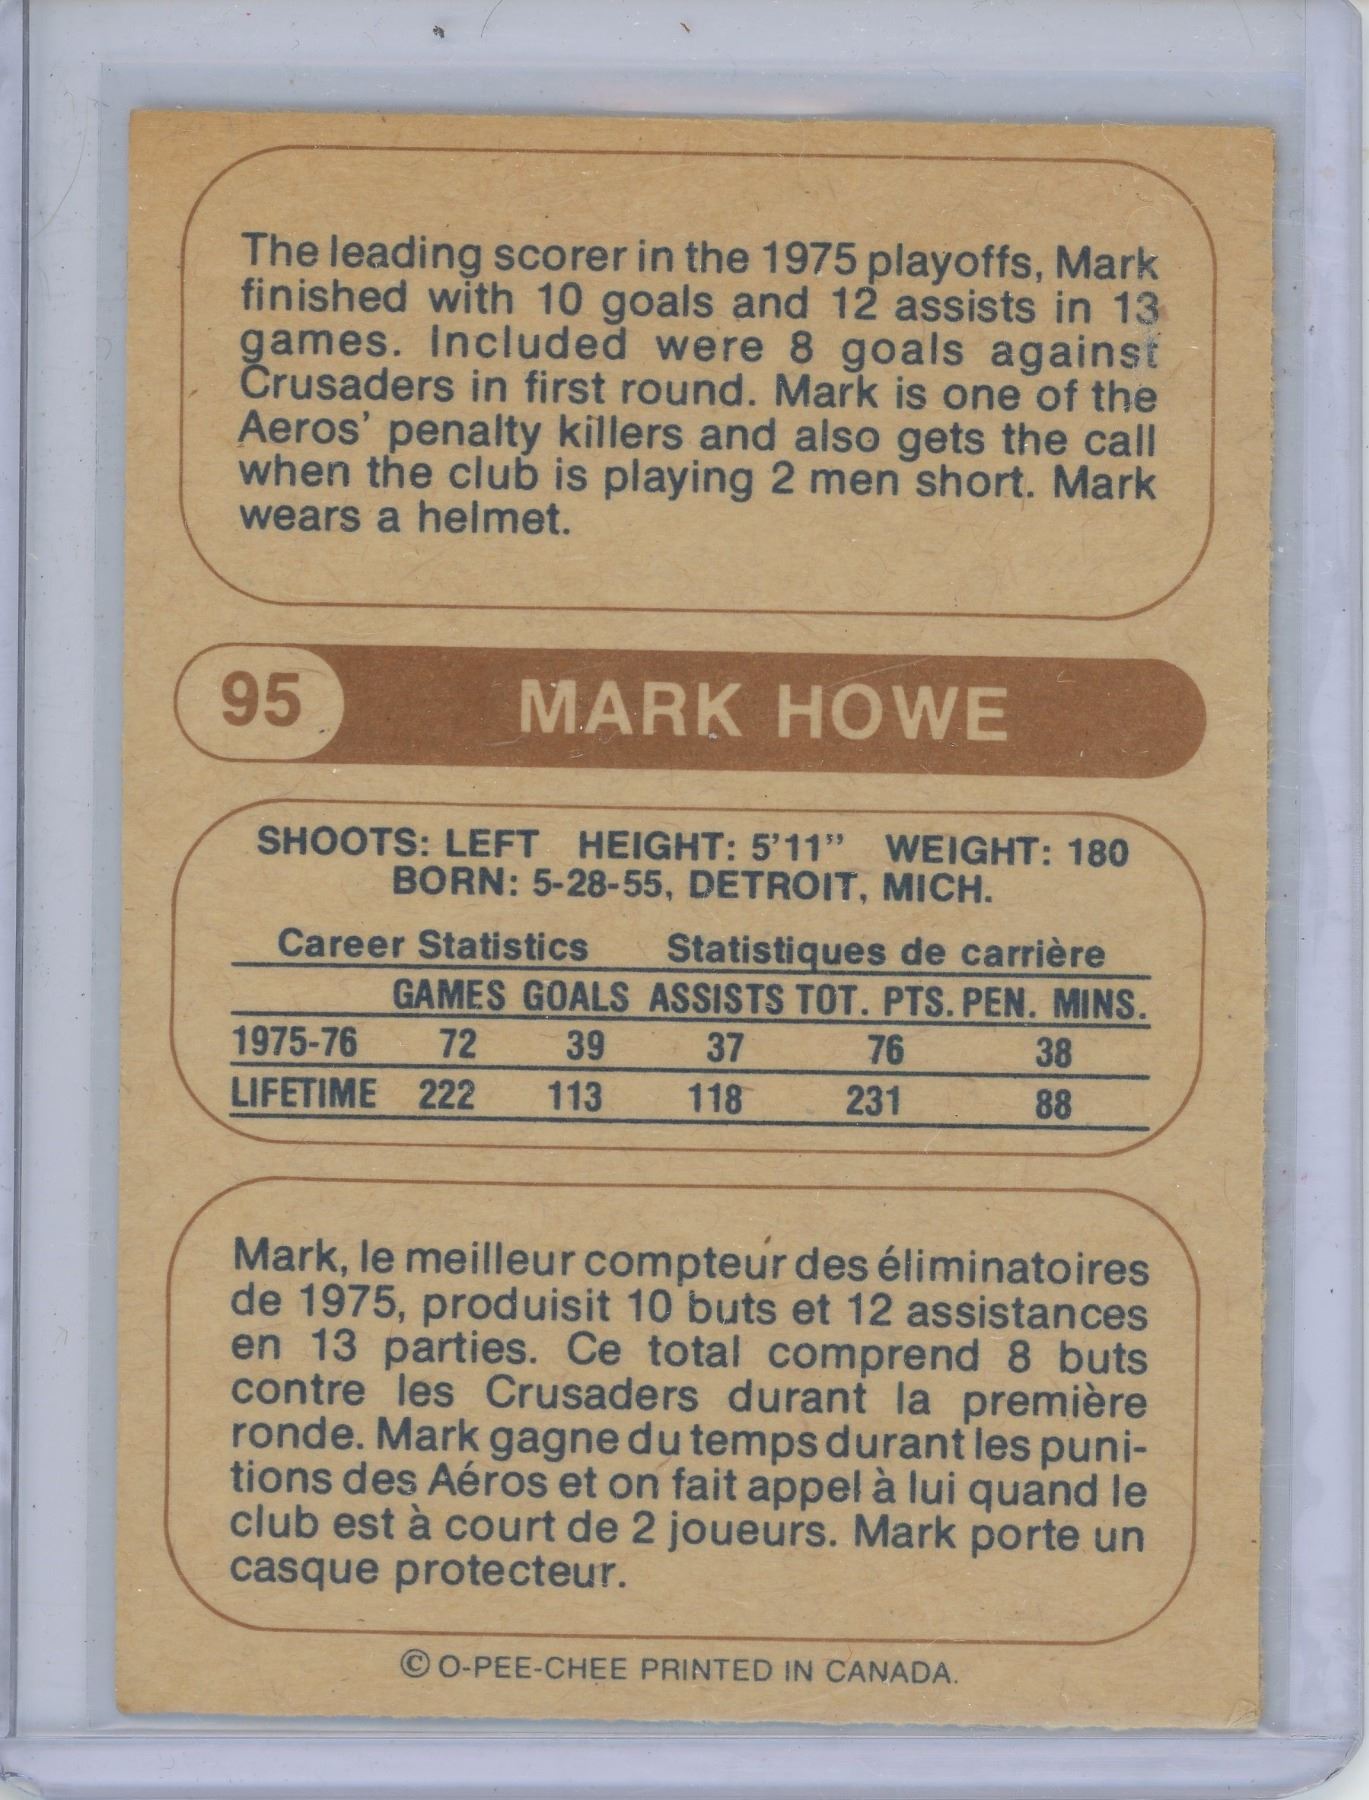 The leading scorer in the 1975 playoffs, Mark
finished with 10 goals and 12 assists in 13
games. Included were 8 goals against
Crusaders in first round. Mark is one of the
Aeros' penalty killers and also gets the call
when the club is playing 2 men short. Mark
wears a helmet.
95 MARK HOWE
SHOOTS: LEFT HEIGHT: 5'11" WEIGHT: 180
BORN: 5-28-55, DETROIT, MICH.
Career Statistics Statistiques de carrière
GAMES GOALS ASSISTS TOT. PTS. PEN. MINS.
1975-76 72 39 37 76 38
LIFETIME 222 113 118 231 88
Mark, le meilleur compteur des éliminatoires
de 1975, produisit 10 buts et 12 assistances
en 13 parties. Ce total comprend 8 buts
contre les Crusaders durant la première
ronde. Mark gagne du temps durant les puni-
tions des Aéros et on fait appel à lui quand le
club est à court de 2 joueurs. Mark porte un
casque protecteur.
© O-PEE-CHEE PRINTED IN CANADA.